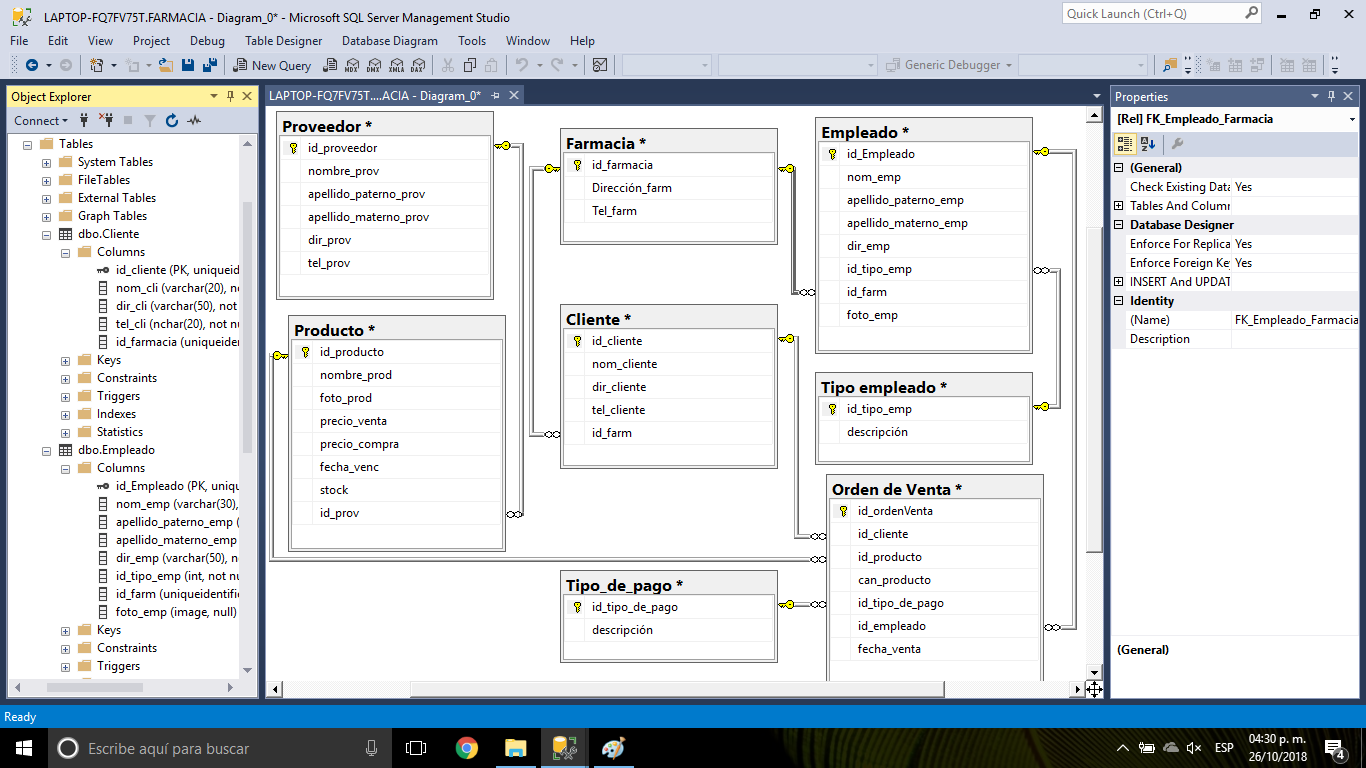 LAPTOP-FQ7FV75T.FARMACIA - Diagram_0* - Microsoft SQL Server Management Studio
Quick Launch (Ctrl+Q)
File Edit View Project Debug Table Designer Database Diagram Tools Window Help
New Query
MDX
DMX
XMLA
DAX
Generic Debugger
Object Explorer
Connect
Tables
System Tables
FileTables
External Tables
Graph Tables
dbo.Cliente
Columns
id_cliente (PK, uniqueid
nom_cli (varchar(20), no
dir_cli (varchar(50), not
tel_cli (nchar(20), not nu
id_farmacia (uniqueiden
Keys
Constraints
Triggers
Indexes
Statistics
dbo.Empleado
Columns
id_Empleado (PK, uniqu
nom_emp (varchar(30),
apellido_paterno_emp (
apellido_materno_emp
dir_emp (varchar(50), n
id_tipo_emp (int, not nu
id_farm (uniqueidentifi
foto_emp (image, null)
Keys
Constraints
Triggers
LAPTOP-FQ7FV75T....ACIA - Diagram_0*
Proveedor *
id_proveedor
nombre_prov
apellido_paterno_prov
apellido_materno_prov
dir_prov
tel_prov
Farmacia *
id_farmacia
Dirección_farm
Tel_farm
Empleado *
id_Empleado
nom_emp
apellido_paterno_emp
apellido_materno_emp
dir_emp
id_tipo_emp
id_farm
foto_emp
Producto *
id_producto
nombre_prod
foto_prod
precio_venta
precio_compra
fecha_venc
stock
id_prov
Cliente *
id_cliente
nom_cliente
dir_cliente
tel_cliente
id_farm
Tipo empleado *
id_tipo_emp
descripción
Orden de Venta *
id_ordenVenta
id_cliente
id_producto
can_producto
id_tipo_de_pago
id_empleado
fecha_venta
Tipo_de_pago *
id_tipo_de_pago
descripción
Properties
[Rel] FK_Empleado_Farmacia
(General)
Check Existing Data Yes
Tables And Column
Database Designer
Enforce For Replica Yes
Enforce Foreign Key Yes
INSERT And UPDAT
Identity
(Name) FK_Empleado_Farmacia
Description
(General)
Ready
Escribe aquí para buscar
ESP
04:30 p. m.
26/10/2018
4